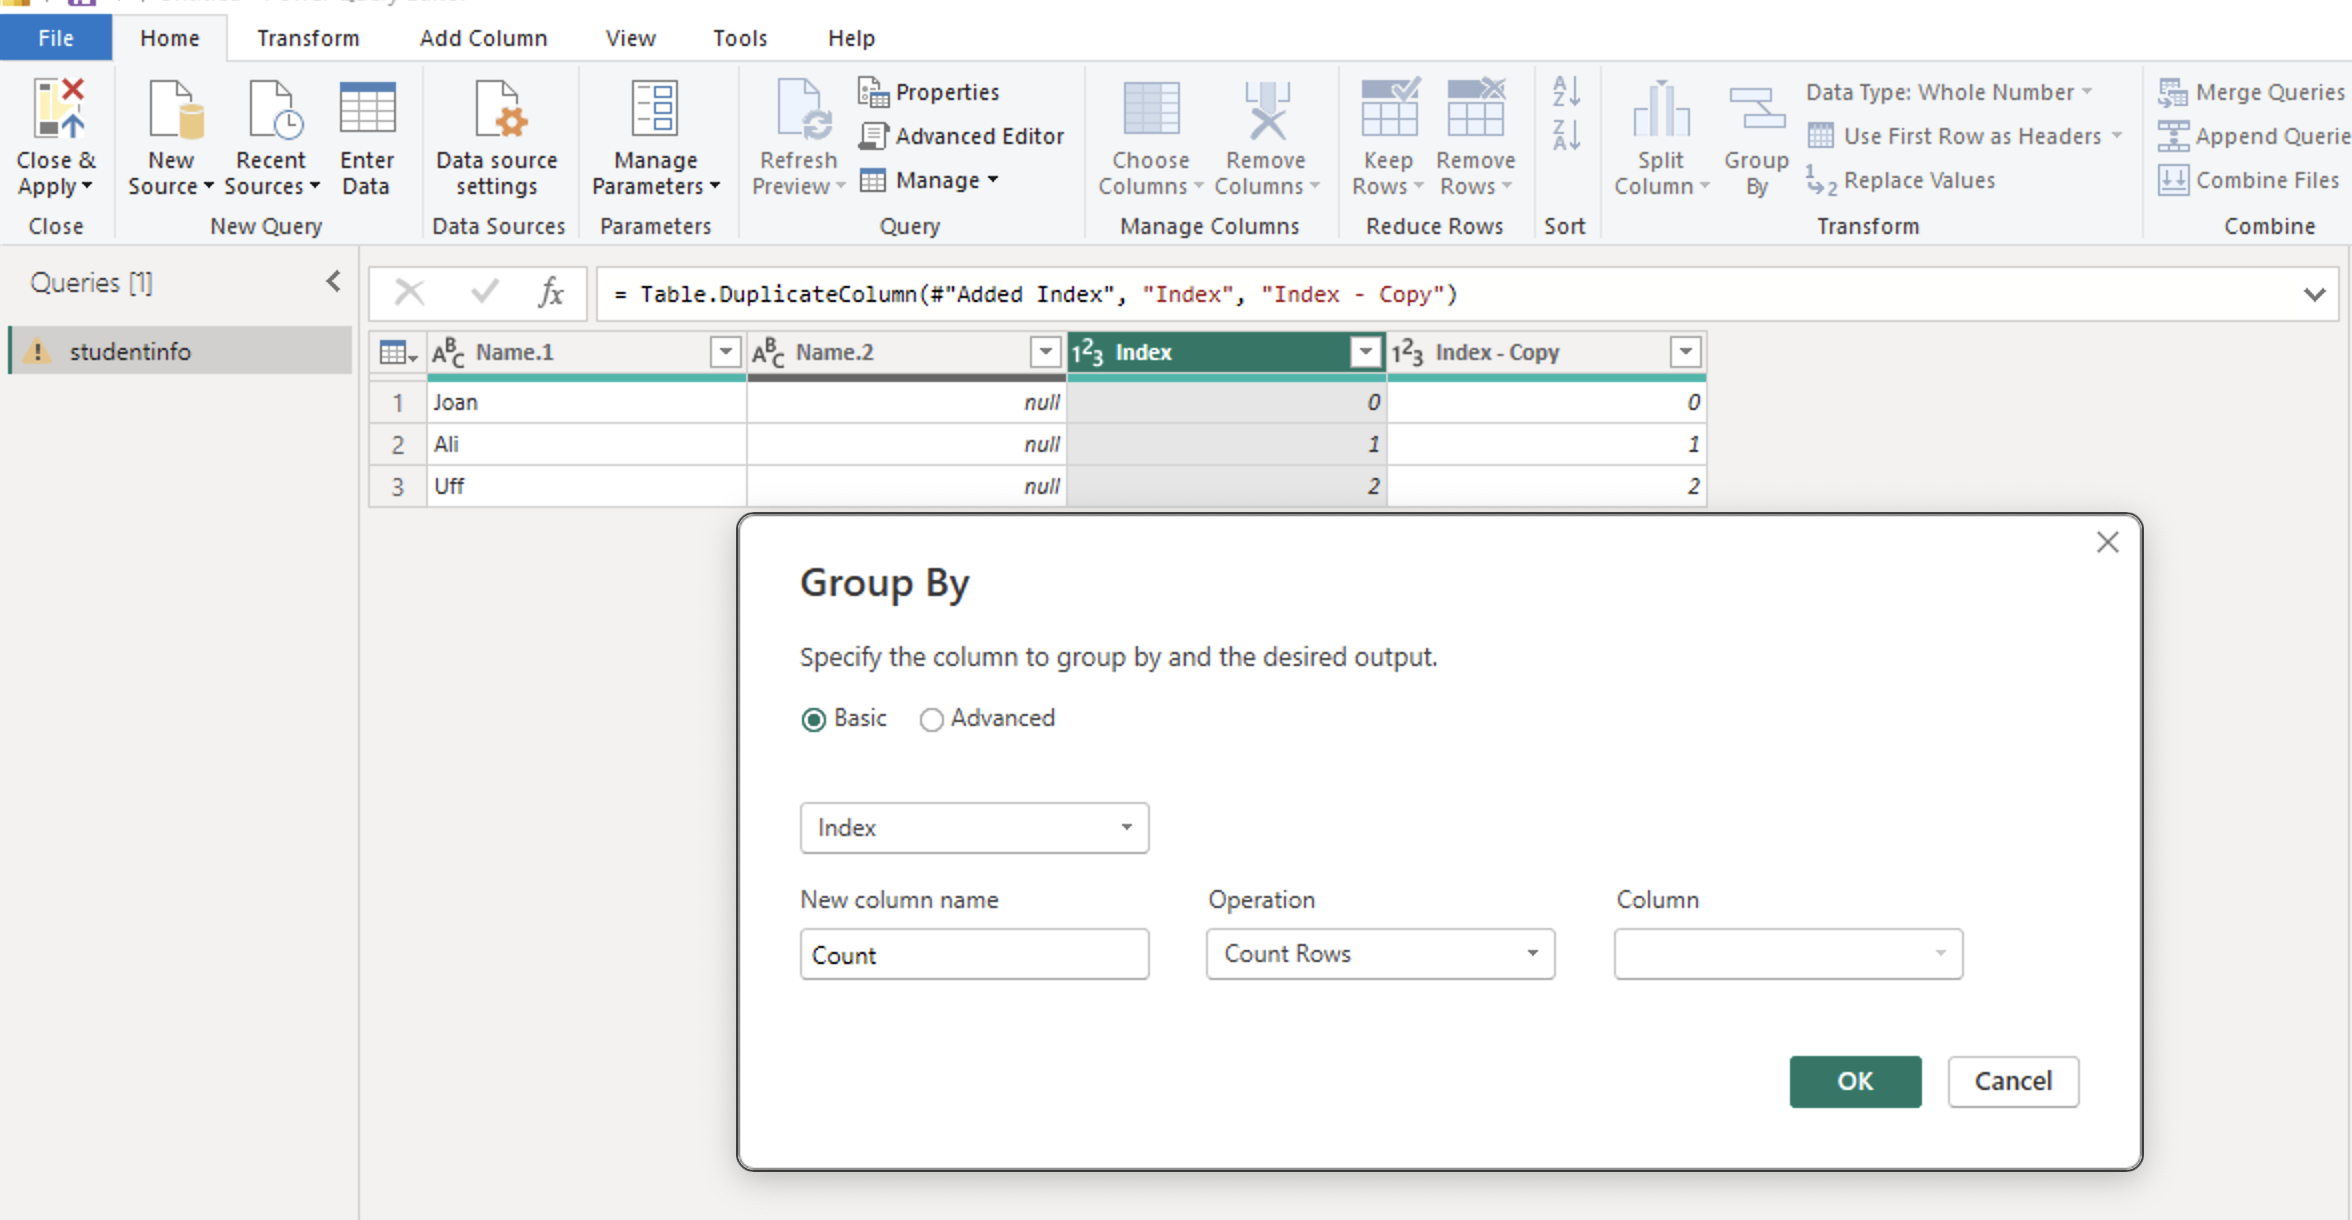 File Home Transform Add Column View Tools Help
Close & Apply
New Source
Recent Sources
Enter Data
Data source settings
Manage Parameters
Refresh Preview
Properties
Advanced Editor
Manage
Choose Columns
Remove Columns
Keep Rows
Remove Rows
Split Column
Group By
Data Type: Whole Number
Use First Row as Headers
Replace Values
Merge Queries
Append Querie
Combine Files
Close New Query Data Sources Parameters Query Manage Columns Reduce Rows Sort Transform Combine
Queries [1]
fx = Table.DuplicateColumn(#"Added Index", "Index", "Index - Copy")
studentinfo
ABC Name.1 ABC Name.2 123 Index 123 Index - Copy
1 Joan null 0 0
2 Ali null 1 1
3 Uff null 2 2
Group By
Specify the column to group by and the desired output.
Basic Advanced
Index
New column name Operation Column
Count Count Rows
OK Cancel